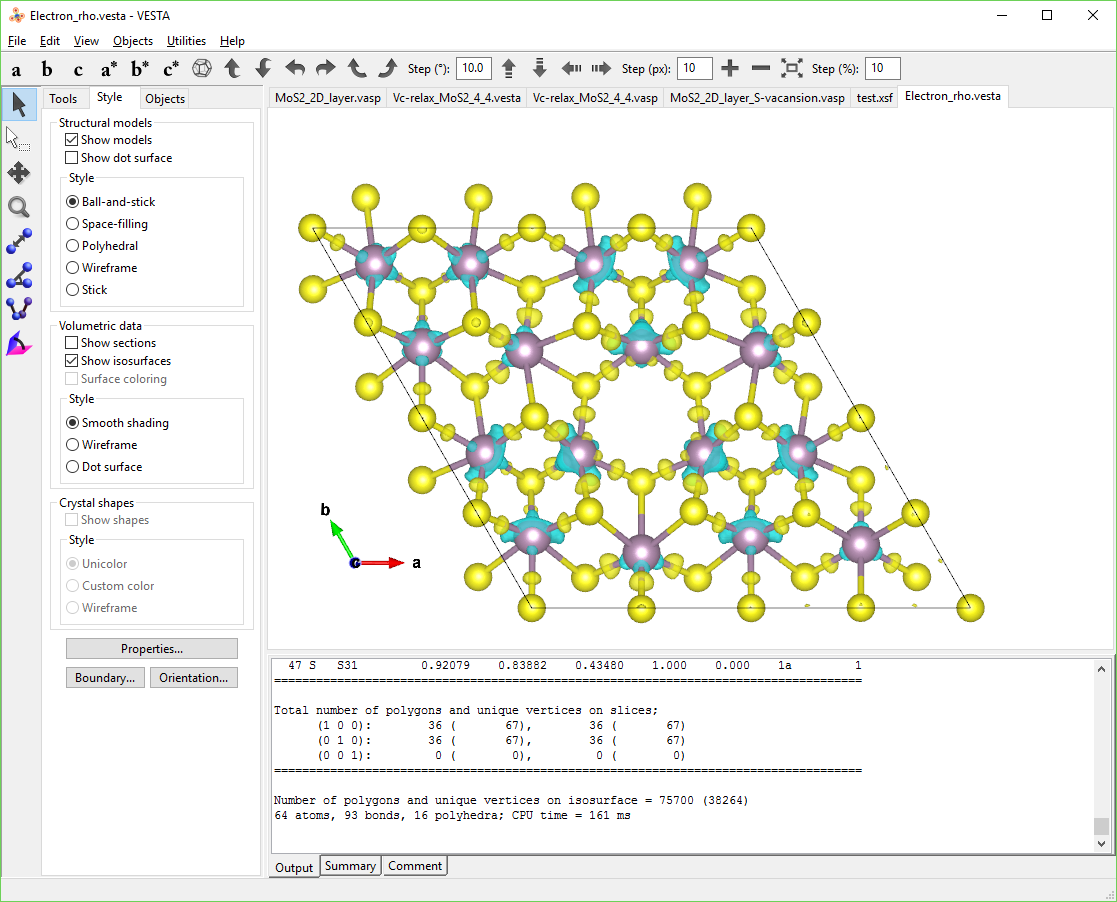 Electron_rho.vesta - VESTA
File Edit View Objects Utilities Help
a b c a* b* c* Step (°): 10.0 Step (px): 10 Step (%): 10
Tools Style Objects
MoS2_2D_layer.vasp Vc-relax_MoS2_4_4.vesta Vc-relax_MoS2_4_4.vasp MoS2_2D_layer_S-vacansion.vasp test.xsf Electron_rho.vesta
Structural models
Show models
Show dot surface
Style
Ball-and-stick
Space-filling
Polyhedral
Wireframe
Stick
Volumetric data
Show sections
Show isosurfaces
Surface coloring
Style
Smooth shading
Wireframe
Dot surface
Crystal shapes
Show shapes
Style
Unicolor
Custom color
Wireframe
Properties...
Boundary... Orientation...
b
c a
47 S S31 0.92079 0.83882 0.43480 1.000 0.000 1a 1
Total number of polygons and unique vertices on slices;
(1 0 0): 36 ( 67), 36 ( 67)
(0 1 0): 36 ( 67), 36 ( 67)
(0 0 1): 0 ( 0), 0 ( 0)
Number of polygons and unique vertices on isosurface = 75700 (38264)
64 atoms, 93 bonds, 16 polyhedra; CPU time = 161 ms
Output Summary Comment